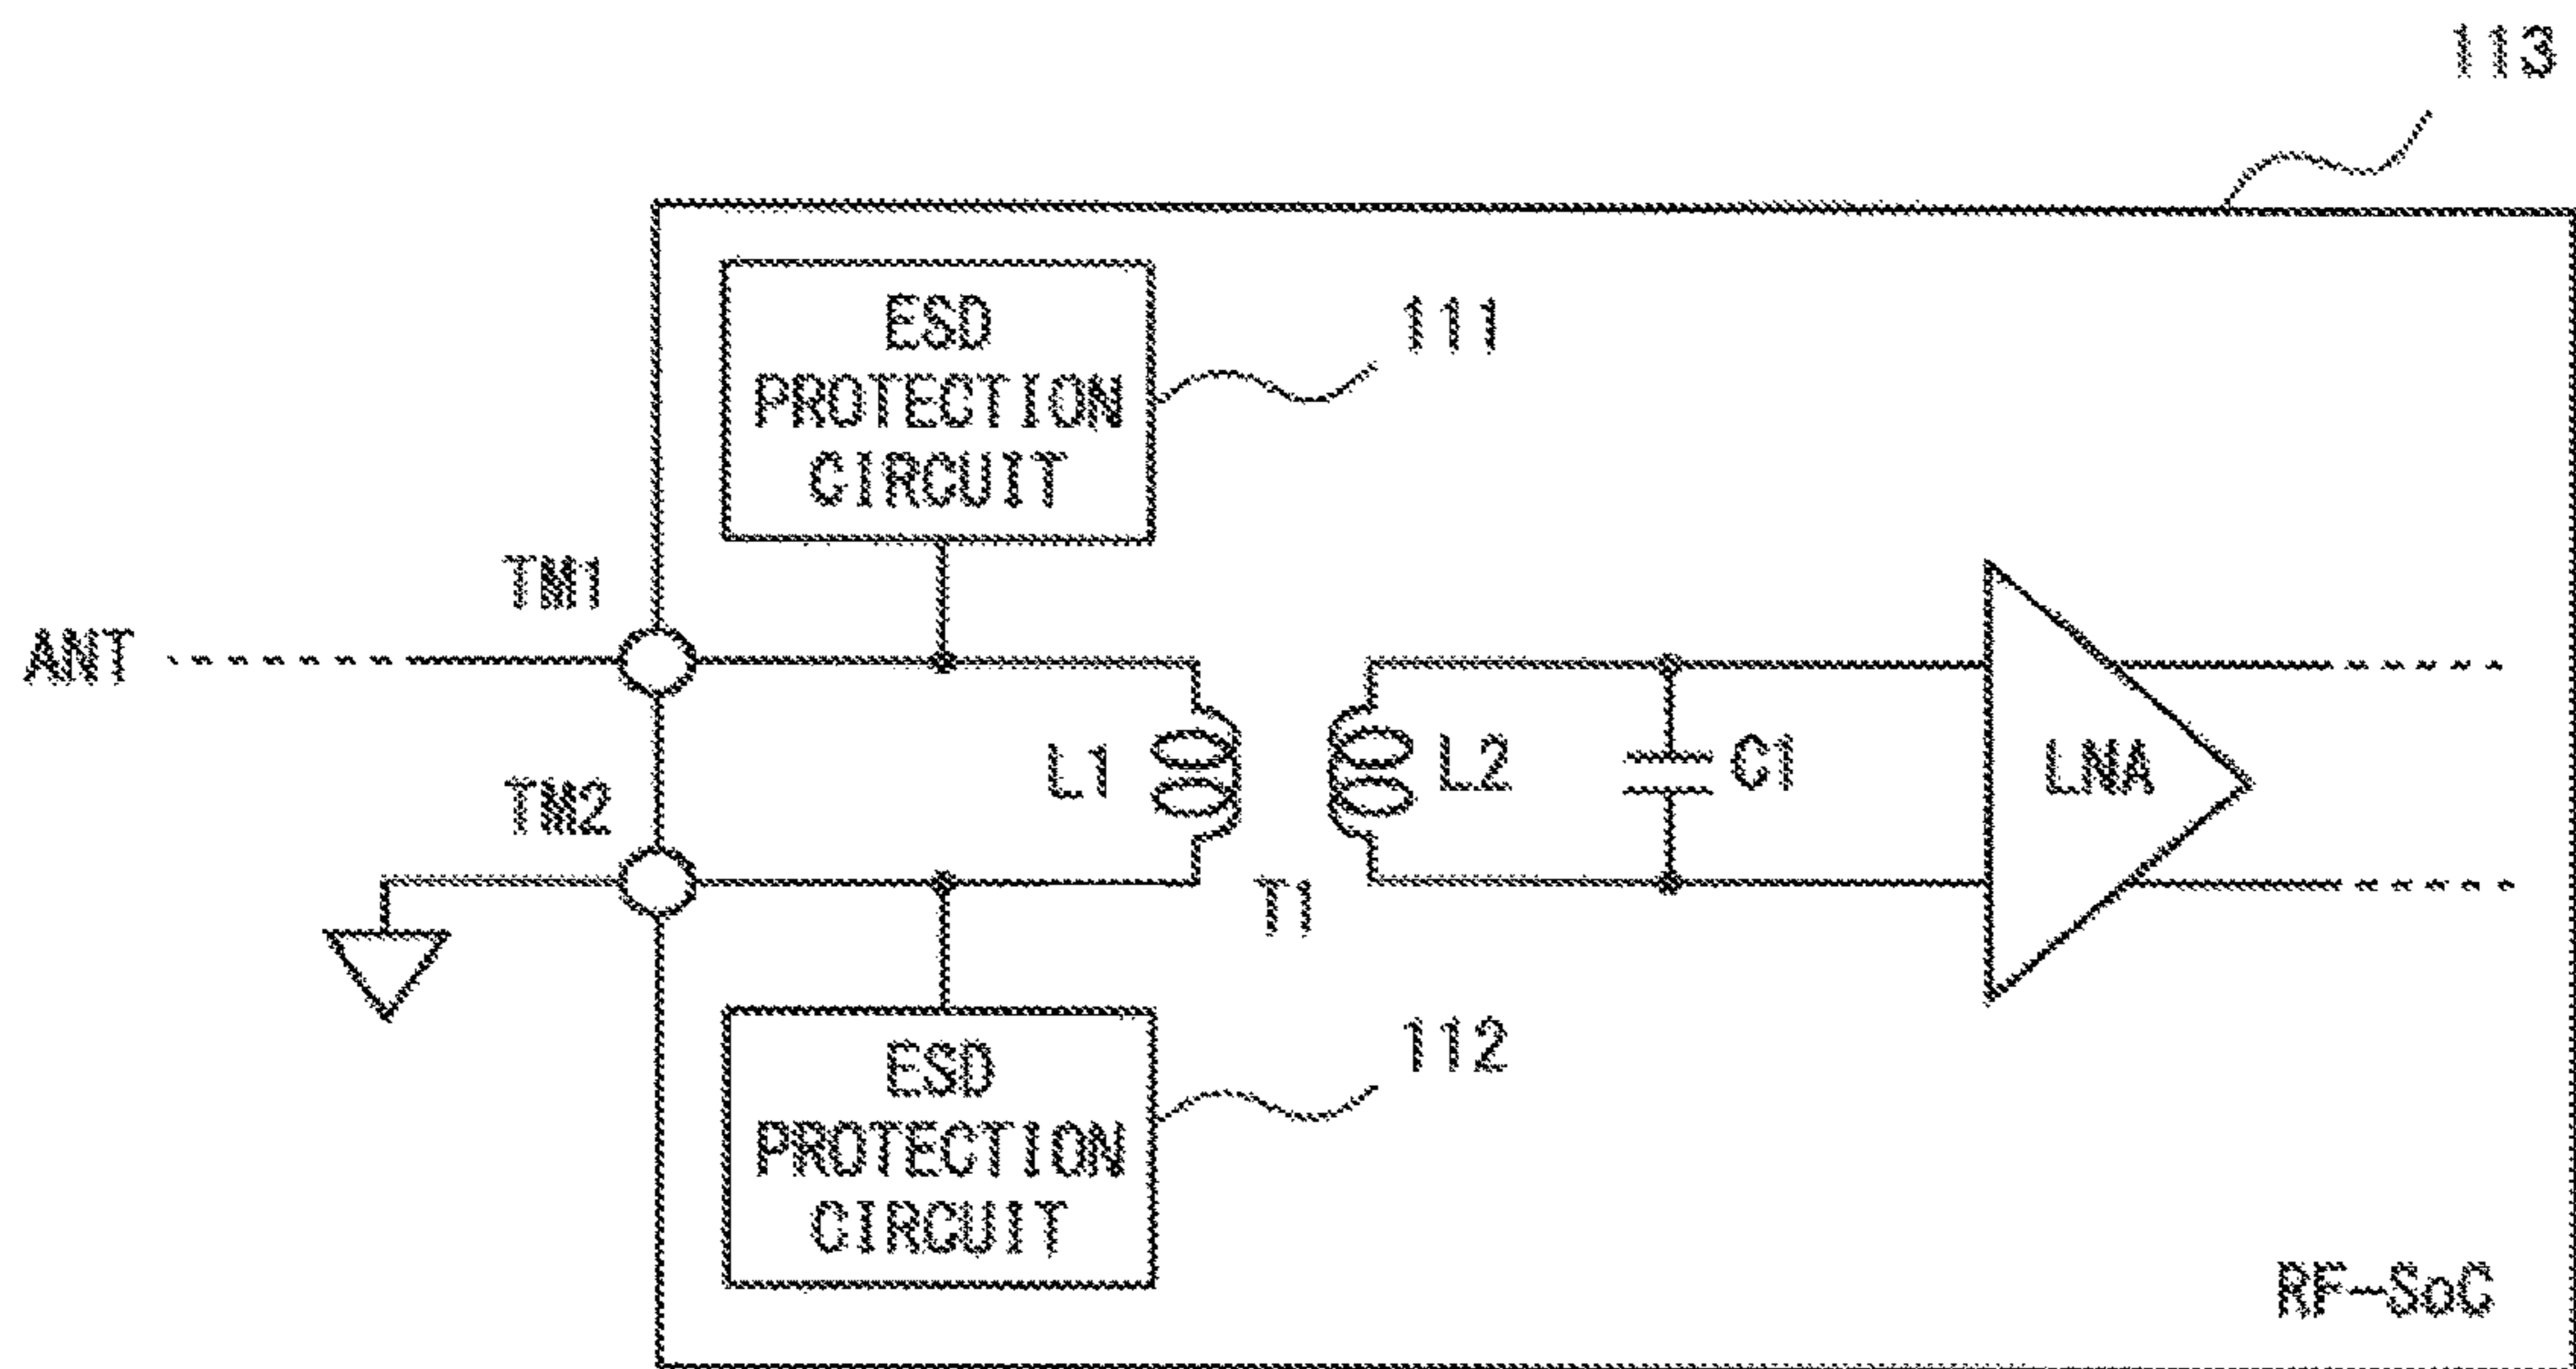 113
ESD
PROTECTION
CIRCUIT
111
TM1
ANT
L1
L2
C1
LNA
TM2
T1
ESD
PROTECTION
CIRCUIT
112
RF-SoC